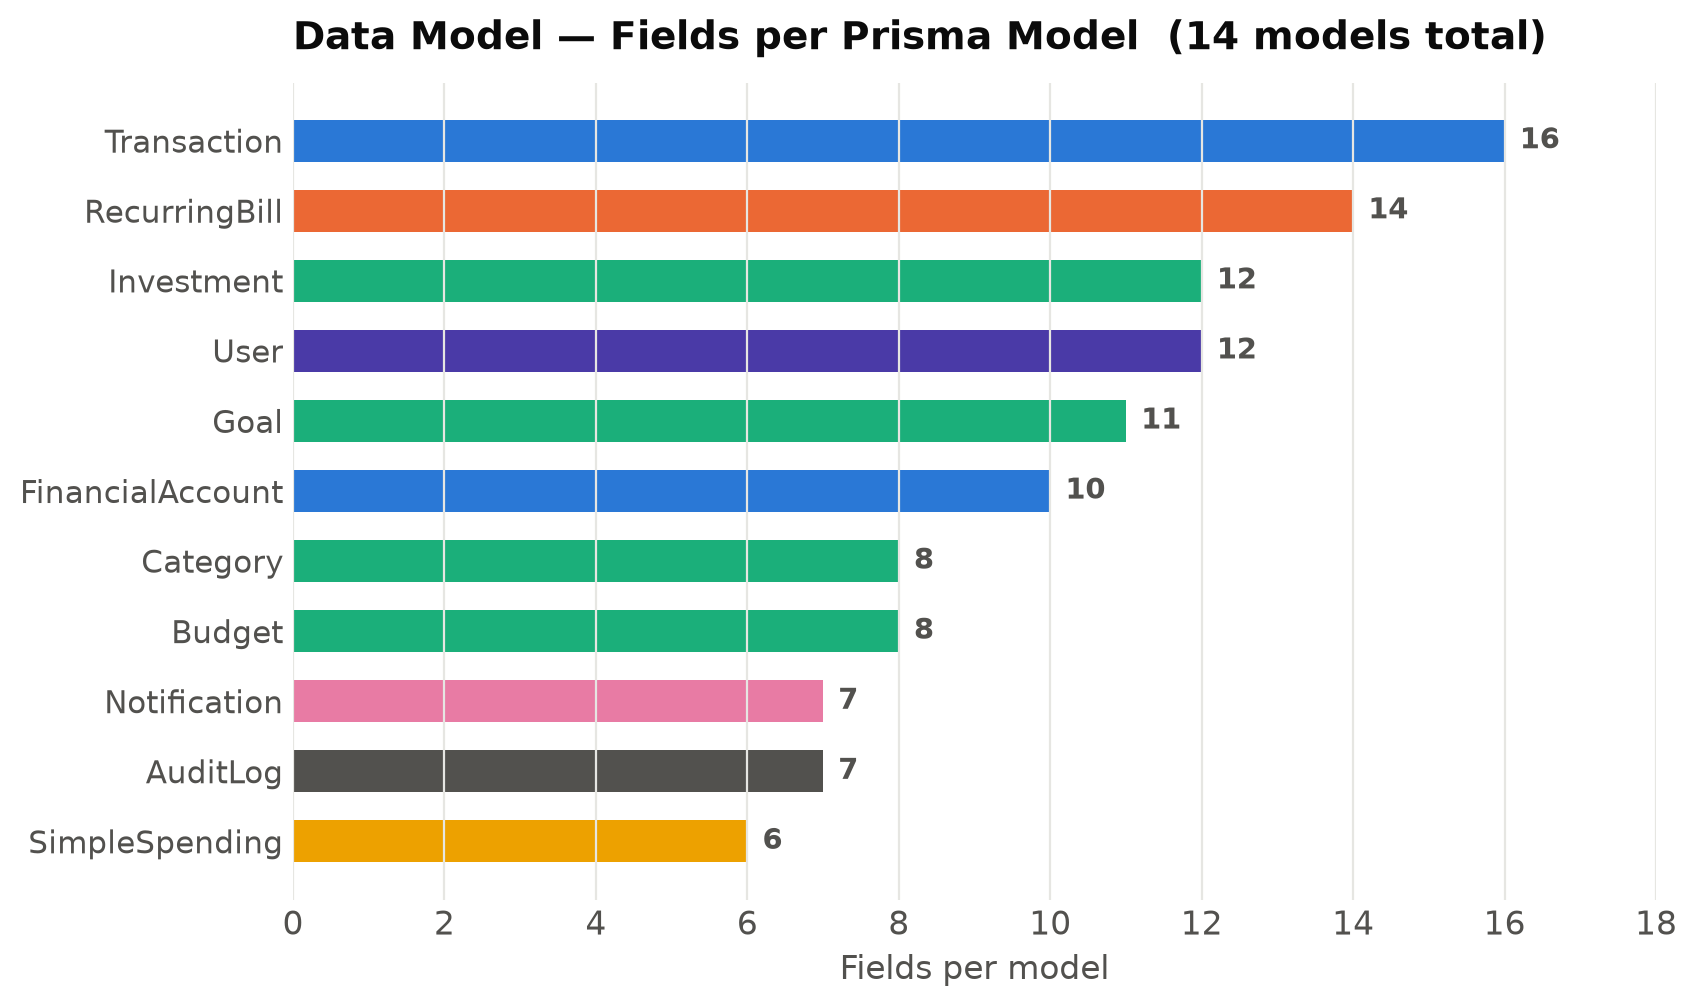 Data Model — Fields per Prisma Model (14 models total)
Transaction 16
RecurringBill 14
Investment 12
User 12
Goal 11
FinancialAccount 10
Category 8
Budget 8
Notification 7
AuditLog 7
SimpleSpending 6
0 2 4 6 8 10 12 14 16 18
Fields per model